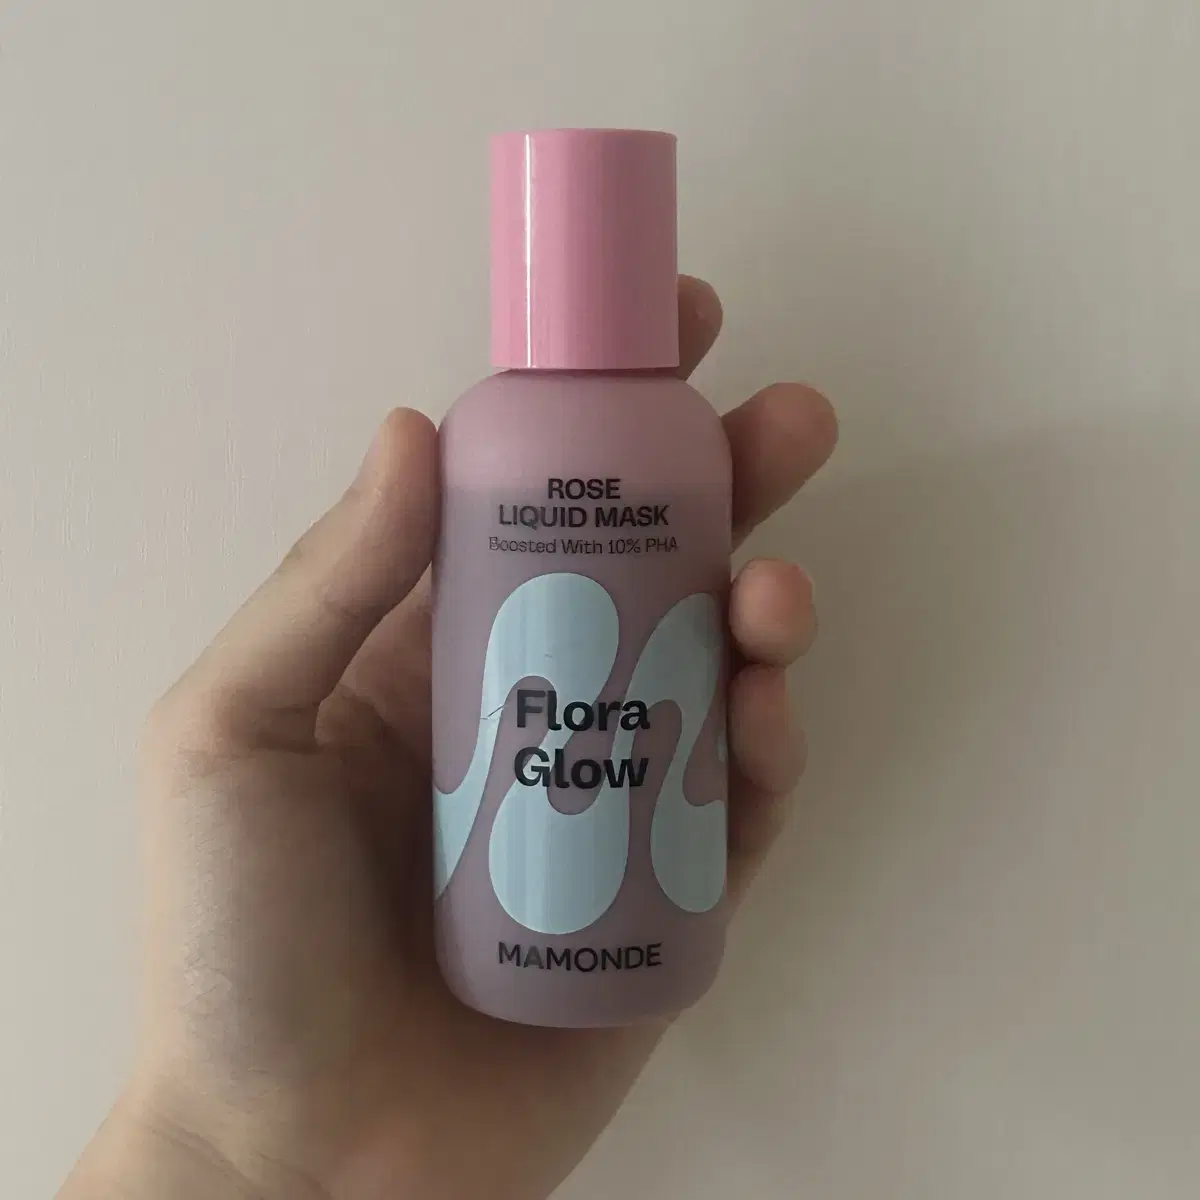 ROSE
LIQUID MASK
Boosted With 10% PHA
Flora
Glow
MAMONDE